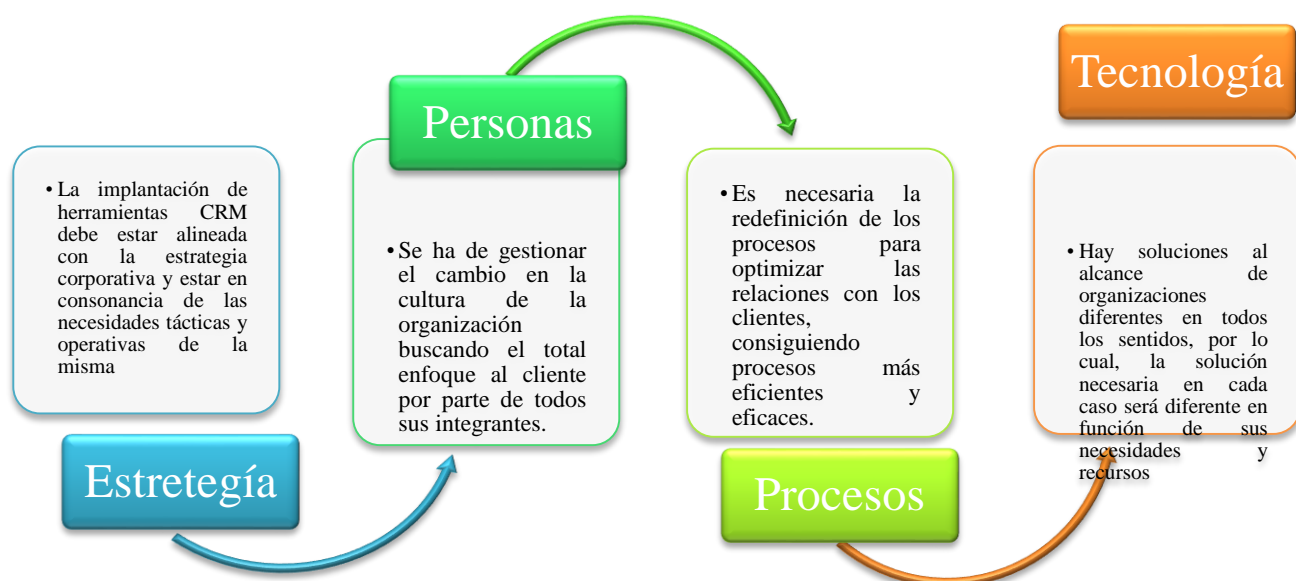 • La implantación de
herramientas CRM
debe estar alineada
con la estrategia
corporativa y estar en
consonancia de las
necesidades tácticas y
operativas de la
misma
Estretegía
Personas
• Se ha de gestionar
el cambio en la
cultura de la
organización
buscando el total
enfoque al cliente
por parte de todos
sus integrantes.
• Es necesaria la
redefinición de los
procesos para
optimizar las
relaciones con los
clientes,
consiguiendo
procesos más
eficientes y
eficaces.
Procesos
Tecnología
• Hay soluciones al
alcance de
organizaciones
diferentes en todos
los sentidos, por lo
cual, la solución
necesaria en cada
caso será diferente en
función de sus
necesidades y
recursos